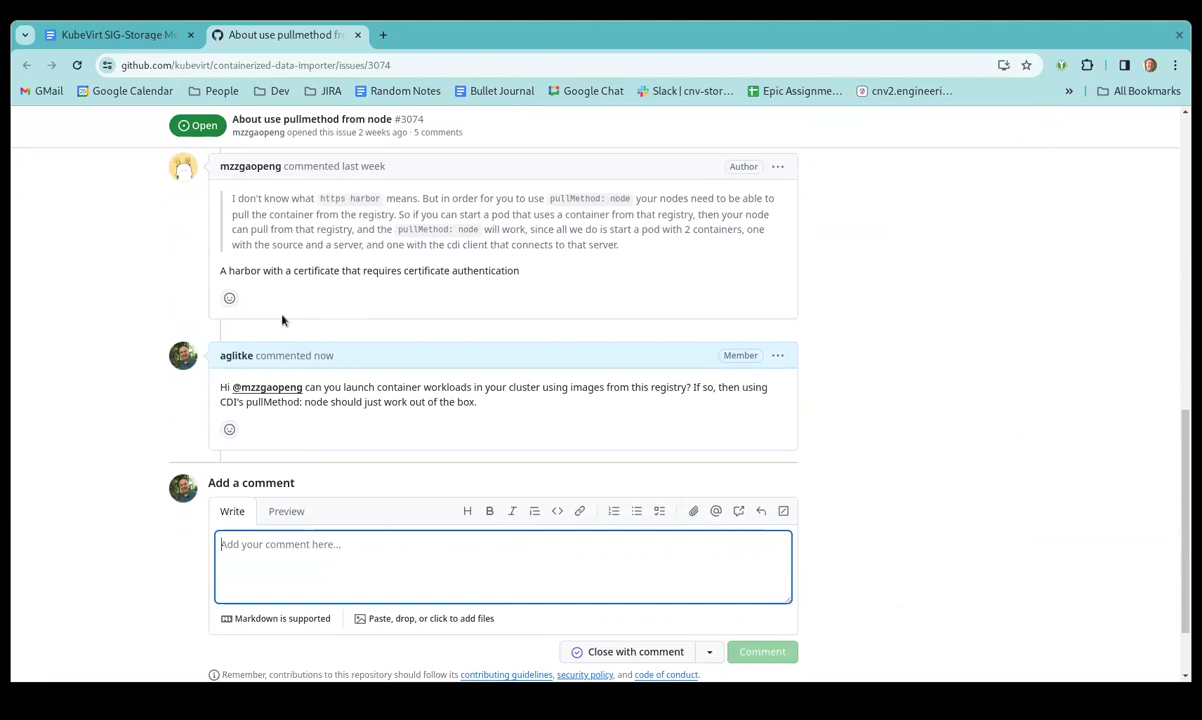 KubeVirt SIG-Storage Me
About use pullmethod fr
github.com/kubevirt/containerized-data-importer/issues/3074
GMail
Google Calendar
People
Dev
JIRA
Random Notes
Bullet Journal
Google Chat
Slack | cnv-stor...
Epic Assignme...
cnv2.engineeri...
»
All Bookmarks
Open
About use pullmethod from node #3074
mzzgaopeng opened this issue 2 weeks ago · 5 comments
mzzgaopeng commented last week
Author
I don't know what https harbor means. But in order for you to use pullMethod: node your nodes need to be able to
pull the container from the registry. So if you can start a pod that uses a container from that registry, then your node
can pull from that registry, and the pullMethod: node will work, since all we do is start a pod with 2 containers, one
with the source and a server, and one with the cdi client that connects to that server.
A harbor with a certificate that requires certificate authentication
aglitke commented now
Member
Hi @mzzgaopeng can you launch container workloads in your cluster using images from this registry? If so, then using
CDI's pullMethod: node should just work out of the box.
Add a comment
Write
Preview
Add your comment here...
Markdown is supported
Paste, drop, or click to add files
Close with comment
Comment
Remember, contributions to this repository should follow its contributing guidelines, security policy, and code of conduct.